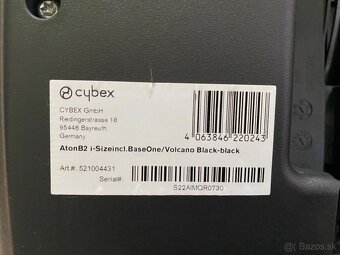 cybex
CYBEX GmbH
Riedingerstrasse 18
95448 Bayreuth
Germany
4 063846 220243
AtonB2 i-Sizeincl.BaseOne/Volcano Black-black
Art.#: 521004431
Serial#:
S22AIMQR0730
© Bazos.sk